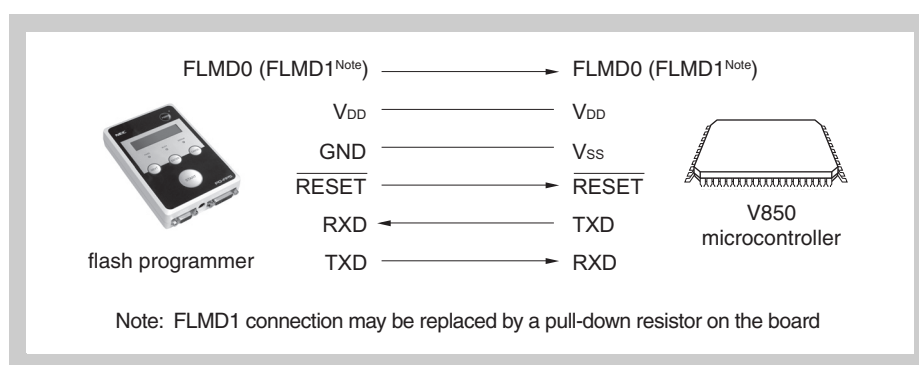 FLMD0 (FLMD1Note) FLMD0 (FLMD1Note)
VDD VDD
GND VSS
RESET RESET
RXD TXD
TXD RXD
flash programmer
V850
microcontroller
Note: FLMD1 connection may be replaced by a pull-down resistor on the board